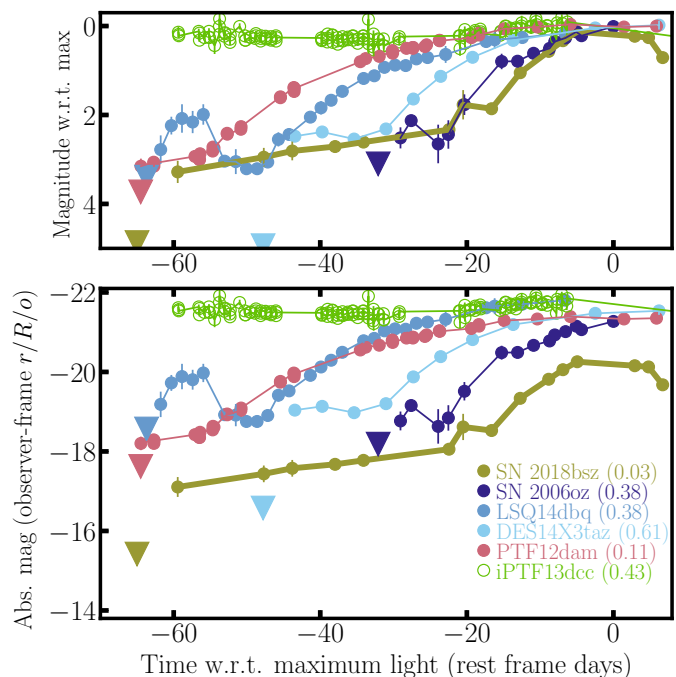 0
2
4
Magnitude w.r.t. max
−60
−40
−20
0
−22
−20
−18
−16
−14
Abs. mag (observer-frame r/R/o)
SN 2018bsz (0.03)
SN 2006oz (0.38)
LSQ14dbq (0.38)
DES14X3taz (0.61)
PTF12dam (0.11)
iPTF13dcc (0.43)
−60
−40
−20
0
Time w.r.t. maximum light (rest frame days)